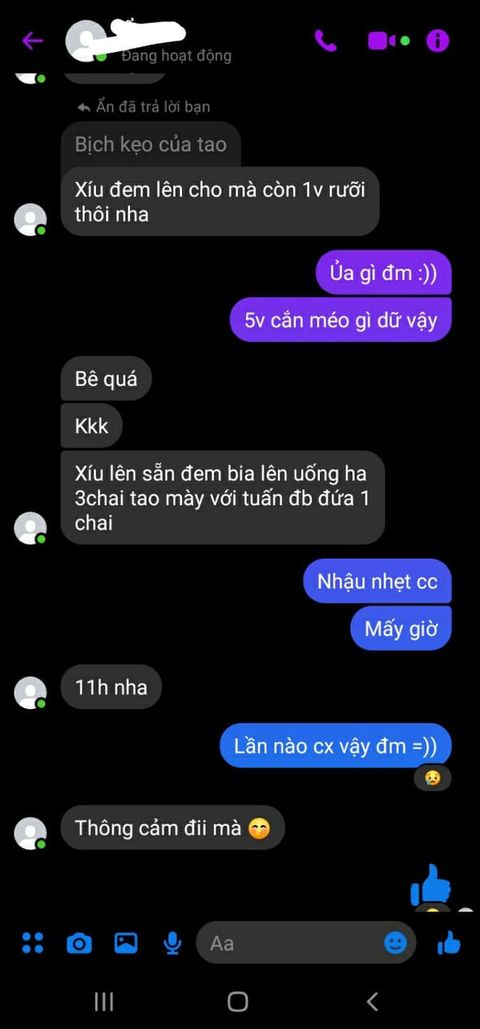 Đang hoạt động
Ẩn đã trả lời bạn
Bịch kẹo của tao
Xíu đem lên cho mà còn 1v rưỡi
thôi nha
Ủa gì đm :))
5v cắn méo gì dữ vậy
Bê quá
Kkk
Xíu lên sẵn đem bia lên uống ha
3chai tao mày với tuấn đb đứa 1
chai
Nhậu nhẹt cc
Mấy giờ
11h nha
Lần nào cx vậy đm =))
Thông cảm đii mà
Aa